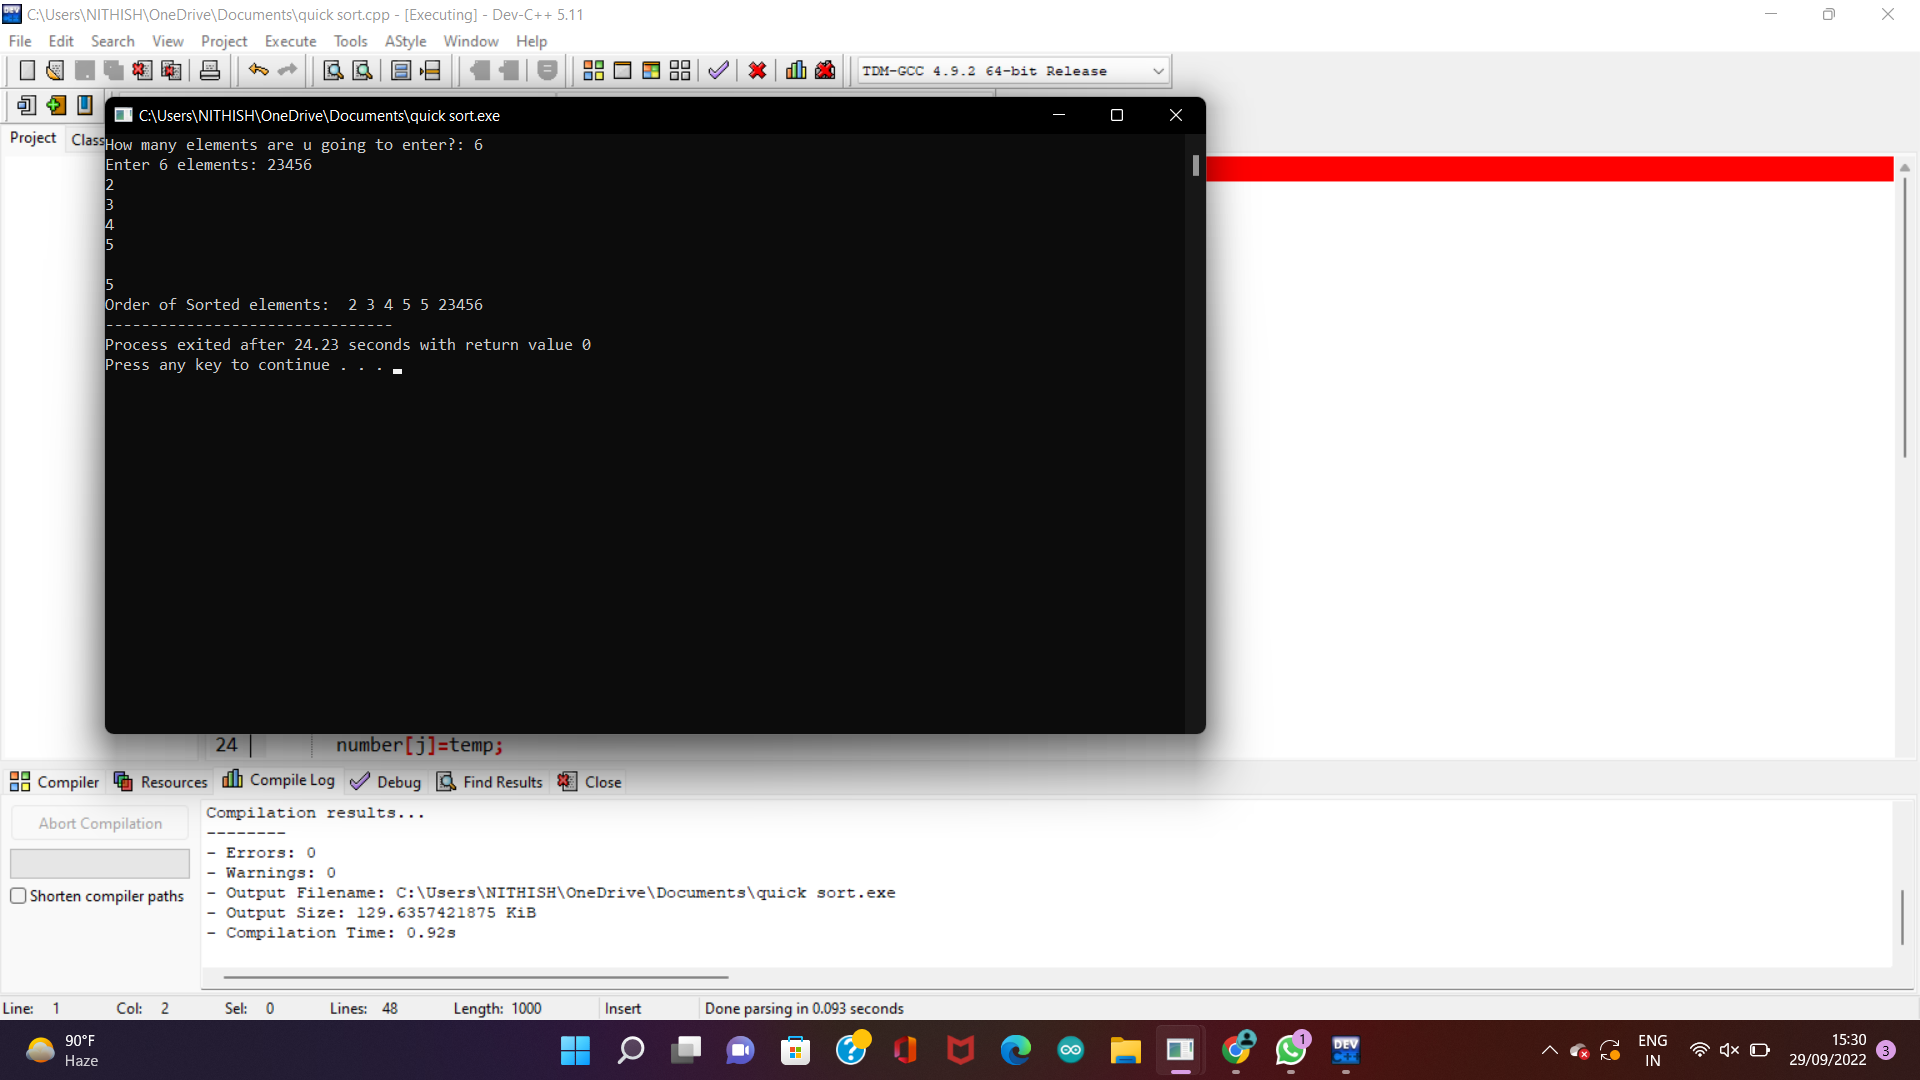 C:\Users\NITHISH\OneDrive\Documents\quick sort.cpp - [Executing] - Dev-C++ 5.11
File Edit Search View Project Execute Tools AStyle Window Help
TDM-GCC 4.9.2 64-bit Release
Project Class
C:\Users\NITHISH\OneDrive\Documents\quick sort.exe
How many elements are u going to enter?: 6
Enter 6 elements: 23456
2
3
4
5
5
Order of Sorted elements:  2 3 4 5 5 23456
--------------------------------
Process exited after 24.23 seconds with return value 0
Press any key to continue . . .
24 number[j]=temp;
Compiler Resources Compile Log Debug Find Results Close
Abort Compilation
Shorten compiler paths
Compilation results...
--------
- Errors: 0
- Warnings: 0
- Output Filename: C:\Users\NITHISH\OneDrive\Documents\quick sort.exe
- Output Size: 129.6357421875 KiB
- Compilation Time: 0.92s
Line: 1 Col: 2 Sel: 0 Lines: 48 Length: 1000 Insert Done parsing in 0.093 seconds
90°F
Haze
1
DEV
C++
ENG
IN
15:30
29/09/2022
3